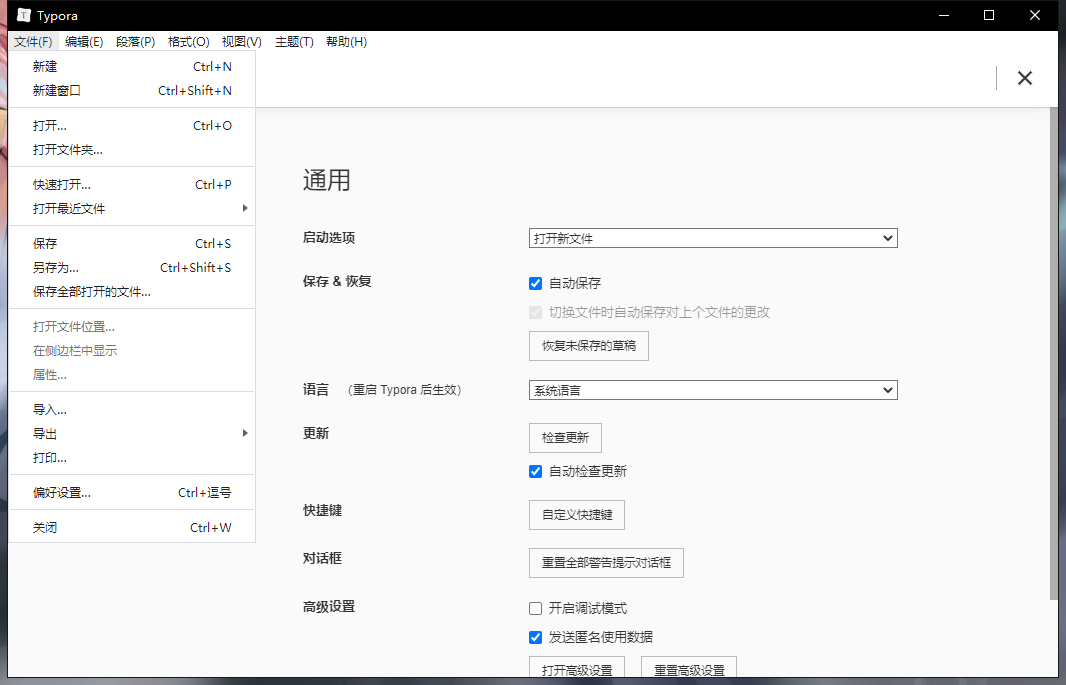 Typora
文件(F) 编辑(E) 段落(P) 格式(O) 视图(V) 主题(T) 帮助(H)
新建 Ctrl+N
新建窗口 Ctrl+Shift+N
打开... Ctrl+O
打开文件夹...
快速打开... Ctrl+P
打开最近文件
保存 Ctrl+S
另存为... Ctrl+Shift+S
保存全部打开的文件...
打开文件位置...
在侧边栏中显示
属性...
导入...
导出
打印...
偏好设置... Ctrl+逗号
关闭 Ctrl+W
通用
启动选项 打开新文件
保存 & 恢复 自动保存
切换文件时自动保存对上个文件的更改
恢复未保存的草稿
语言 （重启 Typora 后生效） 系统语言
更新 检查更新
自动检查更新
快捷键 自定义快捷键
对话框 重置全部警告提示对话框
高级设置 开启调试模式
发送匿名使用数据
打开高级设置 重置高级设置